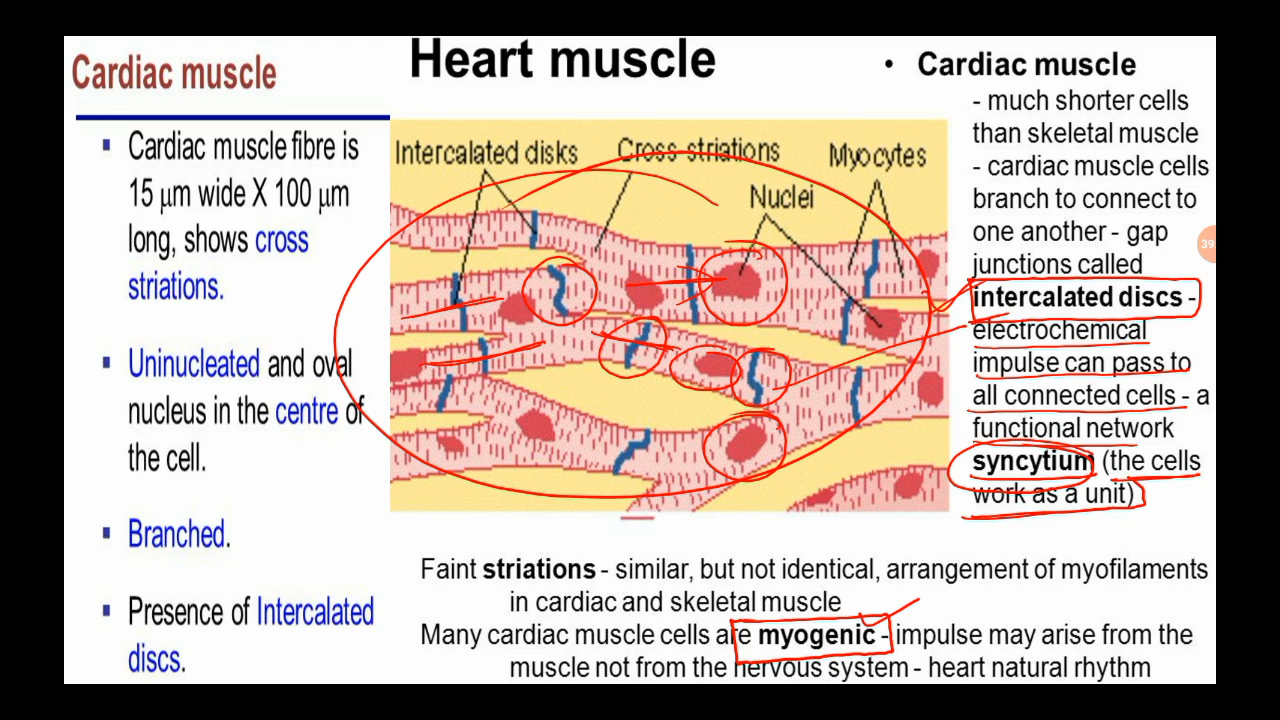 Cardiac muscle
▪ Cardiac muscle fibre is
15 µm wide X 100 µm
long, shows cross
striations.
▪ Uninucleated and oval
nucleus in the centre of
the cell.
▪ Branched.
▪ Presence of Intercalated
discs.
Heart muscle
Intercalated disks
Cross-striations
Myocytes
Nuclei
• Cardiac muscle
- much shorter cells
than skeletal muscle
- cardiac muscle cells
branch to connect to
one another - gap
junctions called
intercalated discs -
electrochemical
impulse can pass to
all connected cells - a
functional network
syncytium (the cells
work as a unit)
39
Faint striations - similar, but not identical, arrangement of myofilaments
in cardiac and skeletal muscle
Many cardiac muscle cells are myogenic - impulse may arise from the
muscle not from the nervous system - heart natural rhythm